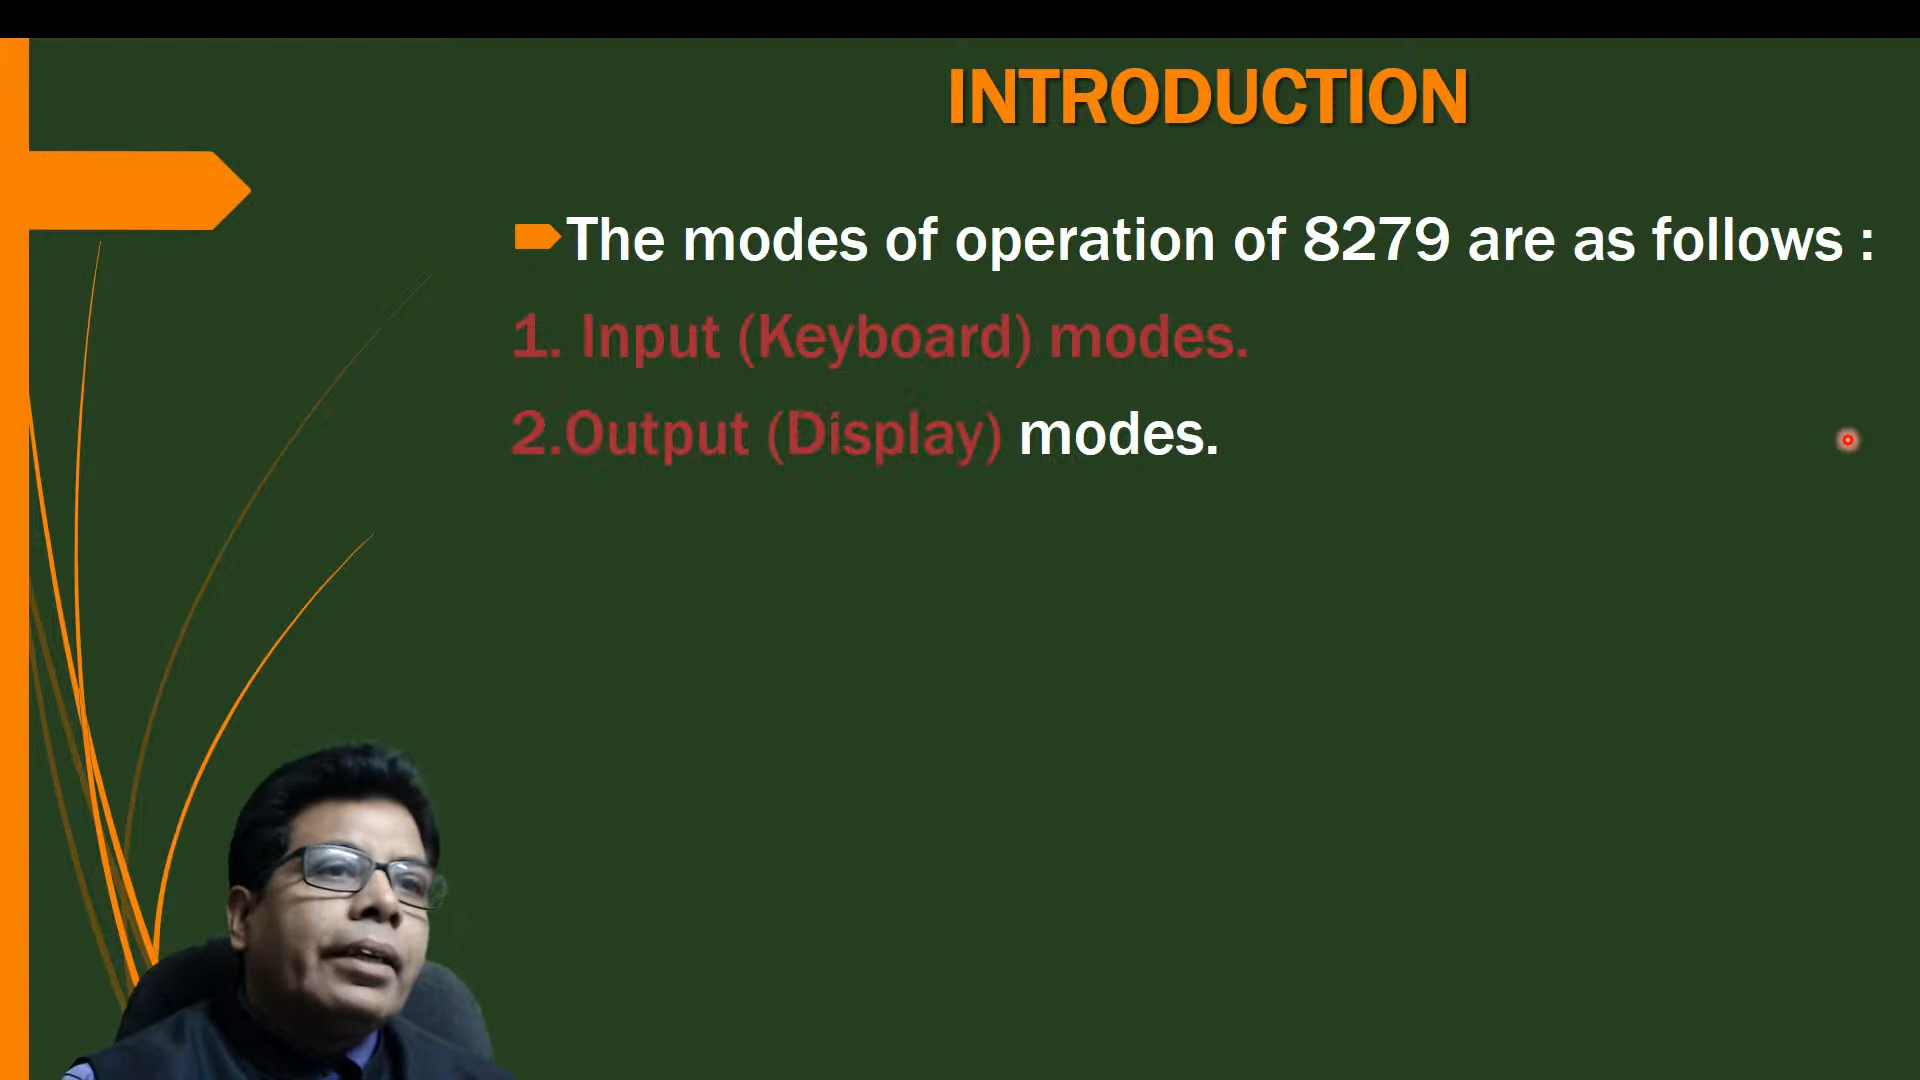 INTRODUCTION
The modes of operation of 8279 are as follows :
1. Input (Keyboard) modes.
2.Output (Display) modes.